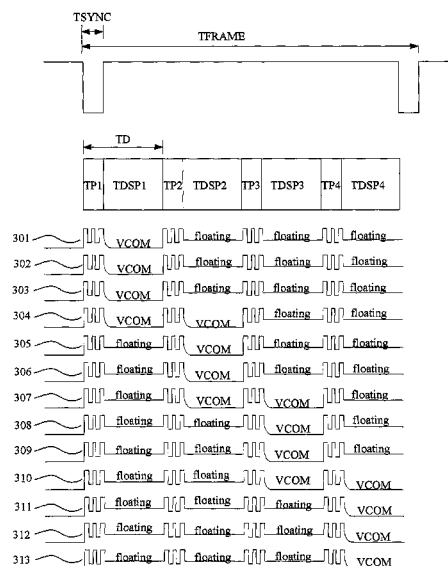 TSYNC
TFRAME
TD
TP1 TDSP1 TP2 TDSP2 TP3 TDSP3 TP4 TDSP4
301 VCOM floating floating floating
302 VCOM floating floating floating
303 VCOM floating floating floating
304 VCOM VCOM floating floating
305 floating VCOM floating floating
306 floating VCOM floating floating
307 floating VCOM VCOM floating
308 floating floating VCOM floating
309 floating floating VCOM floating
310 floating floating VCOM VCOM
311 floating floating floating VCOM
312 floating floating floating VCOM
313 floating floating floating VCOM